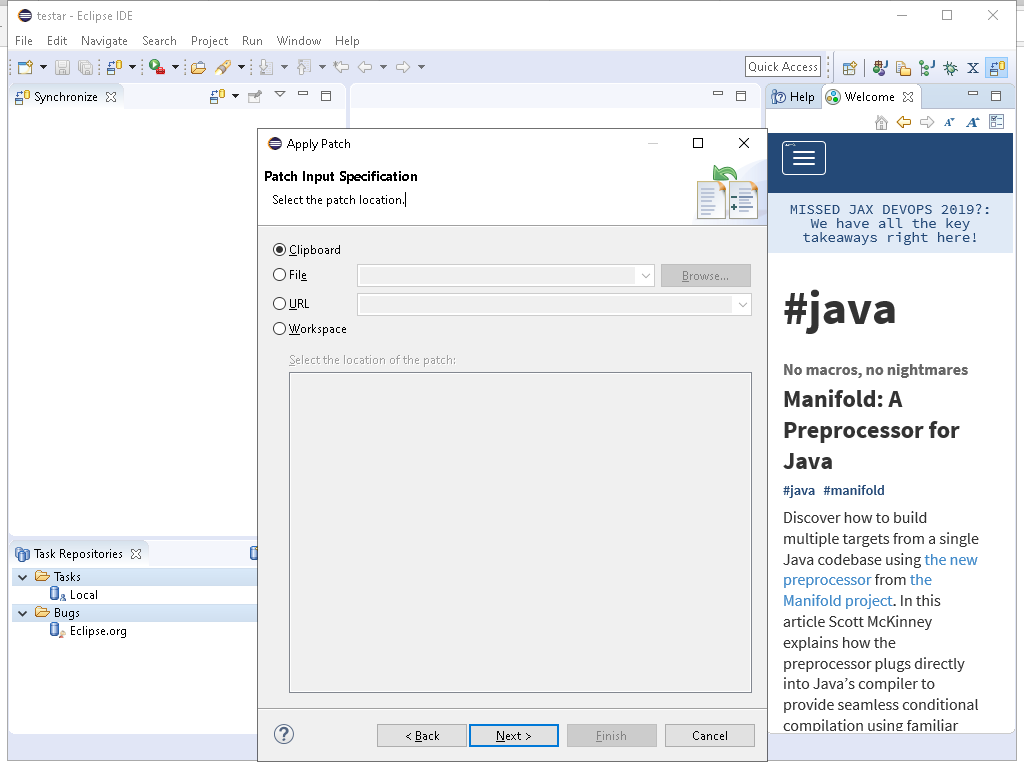 testar - Eclipse IDE
File Edit Navigate Search Project Run Window Help
Quick Access
Synchronize
Help
Welcome
Apply Patch
Patch Input Specification
Select the patch location.
Clipboard
File
Browse...
URL
Workspace
Select the location of the patch:
< Back
Next >
Finish
Cancel
Task Repositories
Tasks
Local
Bugs
Eclipse.org
MISSED JAX DEVOPS 2019?:
We have all the key
takeaways right here!
#java
No macros, no nightmares
Manifold: A
Preprocessor for
Java
#java #manifold
Discover how to build
multiple targets from a single
Java codebase using the new
preprocessor from the
Manifold project. In this
article Scott McKinney
explains how the
preprocessor plugs directly
into Java’s compiler to
provide seamless conditional
compilation using familiar